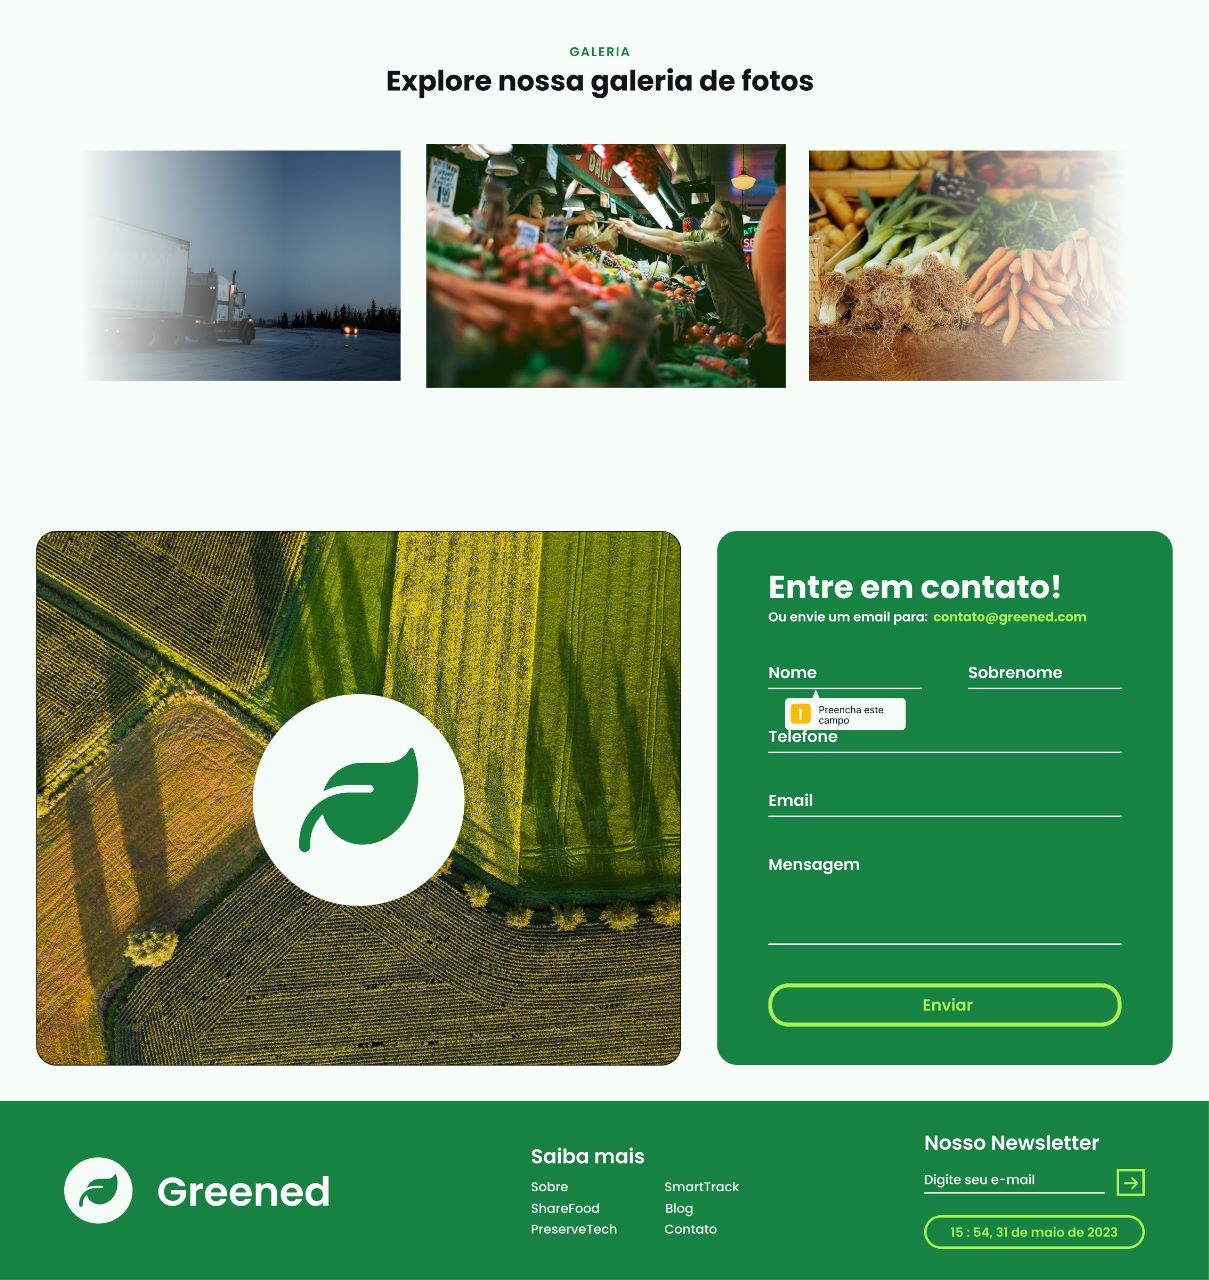 GALERIA
Explore nossa galeria de fotos
DAILY
Entre em contato!
Ou envie um email para: contato@greened.com
Nome
Sobrenome
Preencha este
campo
Telefone
Email
Mensagem
Enviar
Greened
Saiba mais
Sobre
SmartTrack
ShareFood
Blog
PreserveTech
Contato
Nosso Newsletter
Digite seu e-mail
15 : 54, 31 de maio de 2023